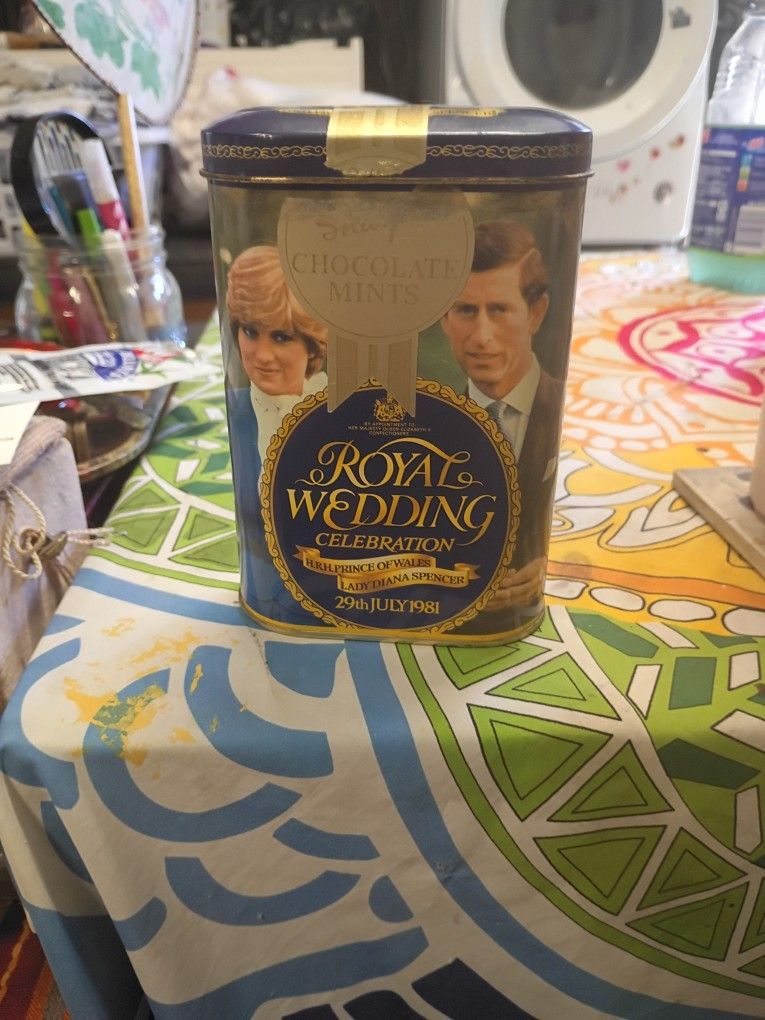 CHOCOLATE
MINTS
BY APPOINTMENT TO
HER MAJESTY QUEEN ELIZABETH II
CONFECTIONERS
ROYAL
WEDDING
CELEBRATION
H.R.H. PRINCE OF WALES
LADY DIANA SPENCER
29th JULY 1981